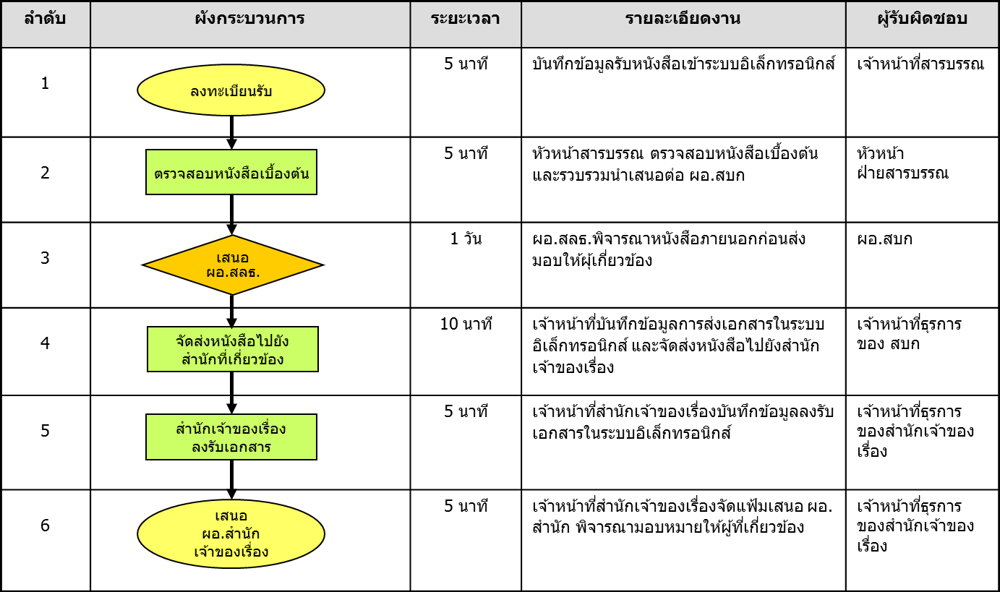 ลำดับ
ผังกระบวนการ
ระยะเวลา
รายละเอียดงาน
ผู้รับผิดชอบ
1
ลงทะเบียนรับ
5 นาที
บันทึกข้อมูลรับหนังสือเข้าระบบอิเล็กทรอนิกส์
เจ้าหน้าที่สารบรรณ
2
ตรวจสอบหนังสือเบื้องต้น
5 นาที
หัวหน้าสารบรรณ ตรวจสอบหนังสือเบื้องต้น
และรวบรวมนำเสนอต่อ ผอ.สบก
หัวหน้า
ฝ่ายสารบรรณ
3
เสนอ
ผอ.สลธ.
1 วัน
ผอ.สลธ.พิจารณาหนังสือภายนอกก่อนส่ง
มอบให้ผุ้เกี่ยวข้อง
ผอ.สบก
4
จัดส่งหนังสือไปยัง
สำนักที่เกี่ยวข้อง
10 นาที
เจ้าหน้าที่บันทึกข้อมูลการส่งเอกสารในระบบ
อิเล็กทรอนิกส์ และจัดส่งหนังสือไปยังสำนัก
เจ้าของเรื่อง
เจ้าหน้าที่ธุรการ
ของ สบก
5
สำนักเจ้าของเรื่อง
ลงรับเอกสาร
5 นาที
เจ้าหน้าที่สำนักเจ้าของเรื่องบันทึกข้อมูลลงรับ
เอกสารในระบบอิเล็กทรอนิกส์
เจ้าหน้าที่ธุรการ
ของสำนักเจ้าของ
เรื่อง
6
เสนอ
ผอ.สำนัก
เจ้าของเรื่อง
5 นาที
เจ้าหน้าที่สำนักเจ้าของเรื่องจัดแฟ้มเสนอ ผอ.
สำนัก พิจารณามอบหมายให้ผู้ที่เกี่ยวข้อง
เจ้าหน้าที่ธุรการ
ของสำนักเจ้าของ
เรื่อง